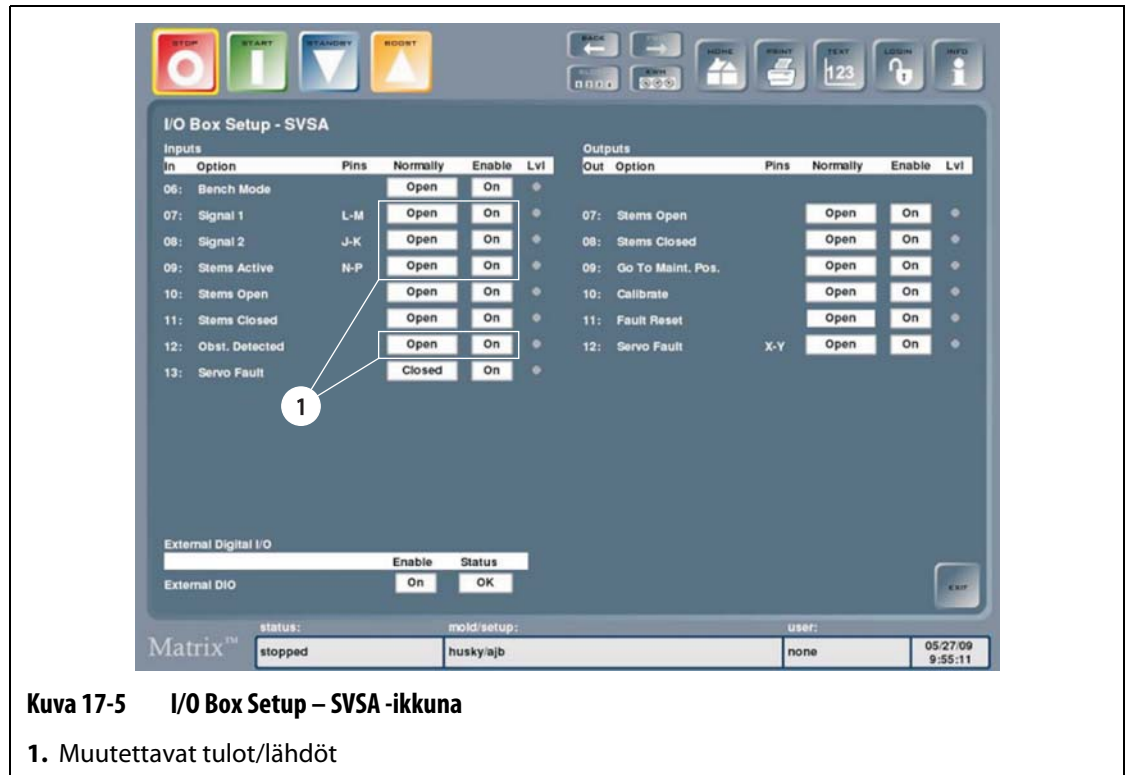 STOP START STANDBY BOOST BACK HOME PRINT TEXT LOGIN INFO
123
I/O Box Setup - SVSA
Inputs Outputs
In Option Pins Normally Enable Lvl Out Option Pins Normally Enable Lvl
06: Bench Mode Open On
07: Signal 1 L-M Open On 07: Stems Open Open On
08: Signal 2 J-K Open On 08: Stems Closed Open On
09: Stems Active N-P Open On 09: Go To Maint. Pos. Open On
10: Stems Open Open On 10: Calibrate Open On
11: Stems Closed Open On 11: Fault Reset Open On
12: Obst. Detected Open On 12: Servo Fault X-Y Open On
13: Servo Fault Closed On
1
External Digital I/O
Enable Status
External DIO On OK
EXIT
status: mold/setup: user:
Matrix™ stopped husky/ajb none 05/27/09
9:55:11
Kuva 17-5 I/O Box Setup – SVSA -ikkuna
1. Muutettavat tulot/lähdöt